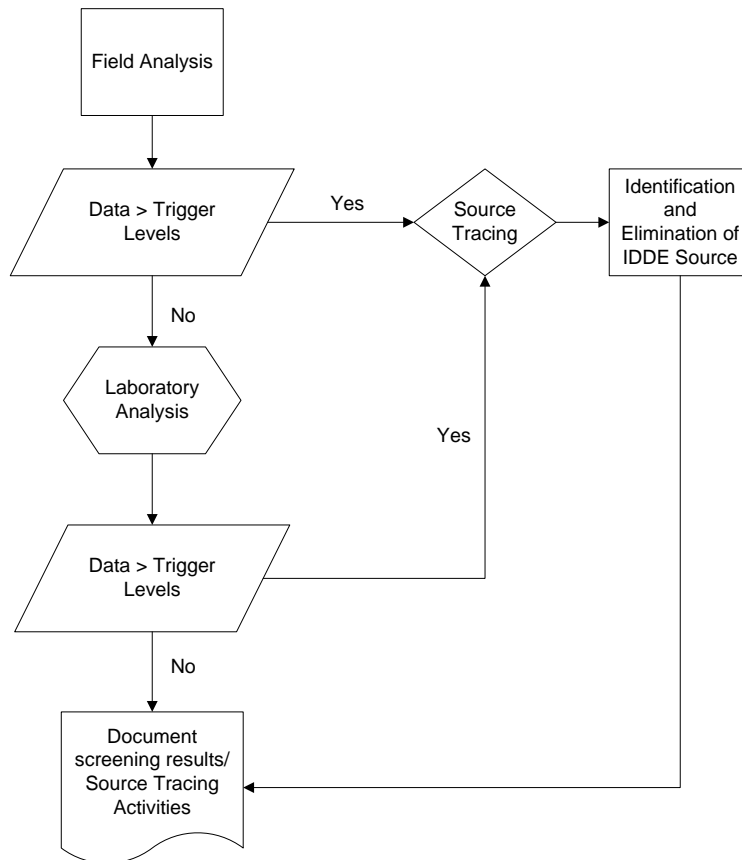 Field Analysis
Data > Trigger
Levels
Yes
Source
Tracing
Identification
and
Elimination of
IDDE Source
No
Laboratory
Analysis
Yes
Data > Trigger
Levels
No
Document
screening results/
Source Tracing
Activities